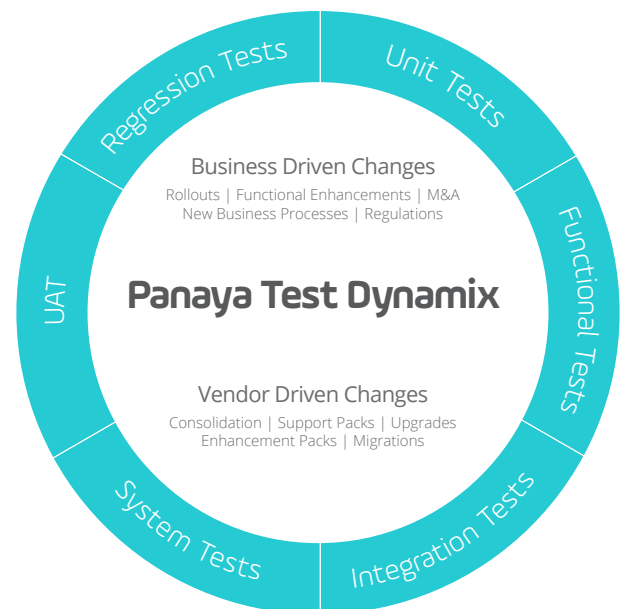 Regression Tests
Unit Tests
Functional Tests
Integration Tests
System Tests
UAT
Business Driven Changes
Rollouts | Functional Enhancements | M&A
New Business Processes | Regulations
Panaya Test Dynamix
Vendor Driven Changes
Consolidation | Support Packs | Upgrades
Enhancement Packs | Migrations